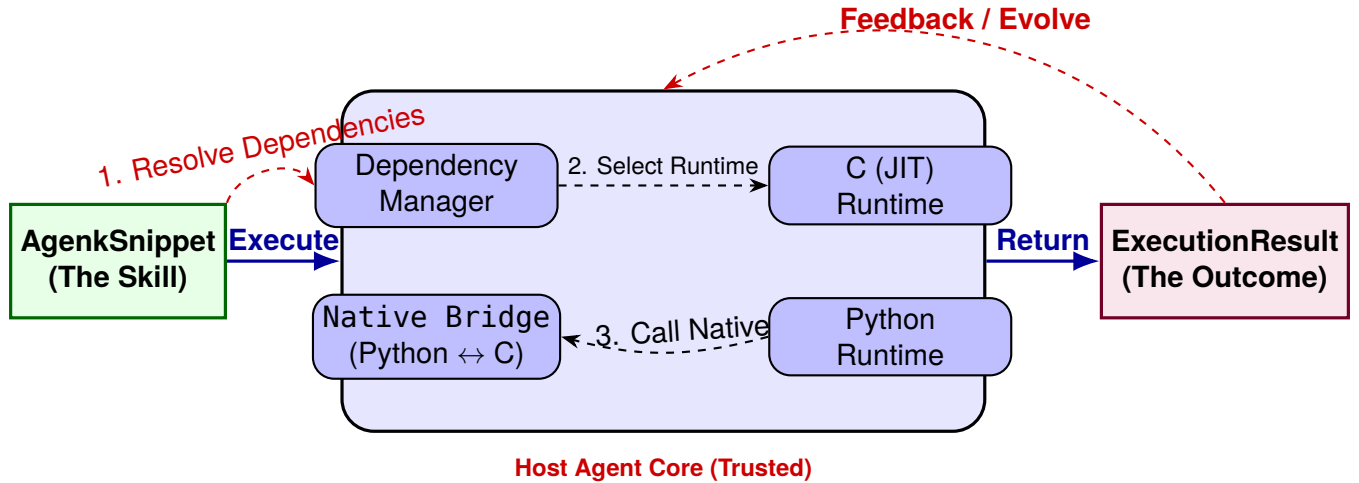 Feedback / Evolve
1. Resolve Dependencies
Dependency
Manager
2. Select Runtime
C (JIT)
Runtime
AgenkSnippet
(The Skill)
Execute
Return
ExecutionResult
(The Outcome)
Native Bridge
(Python ↔ C)
3. Call Native
Python
Runtime
Host Agent Core (Trusted)